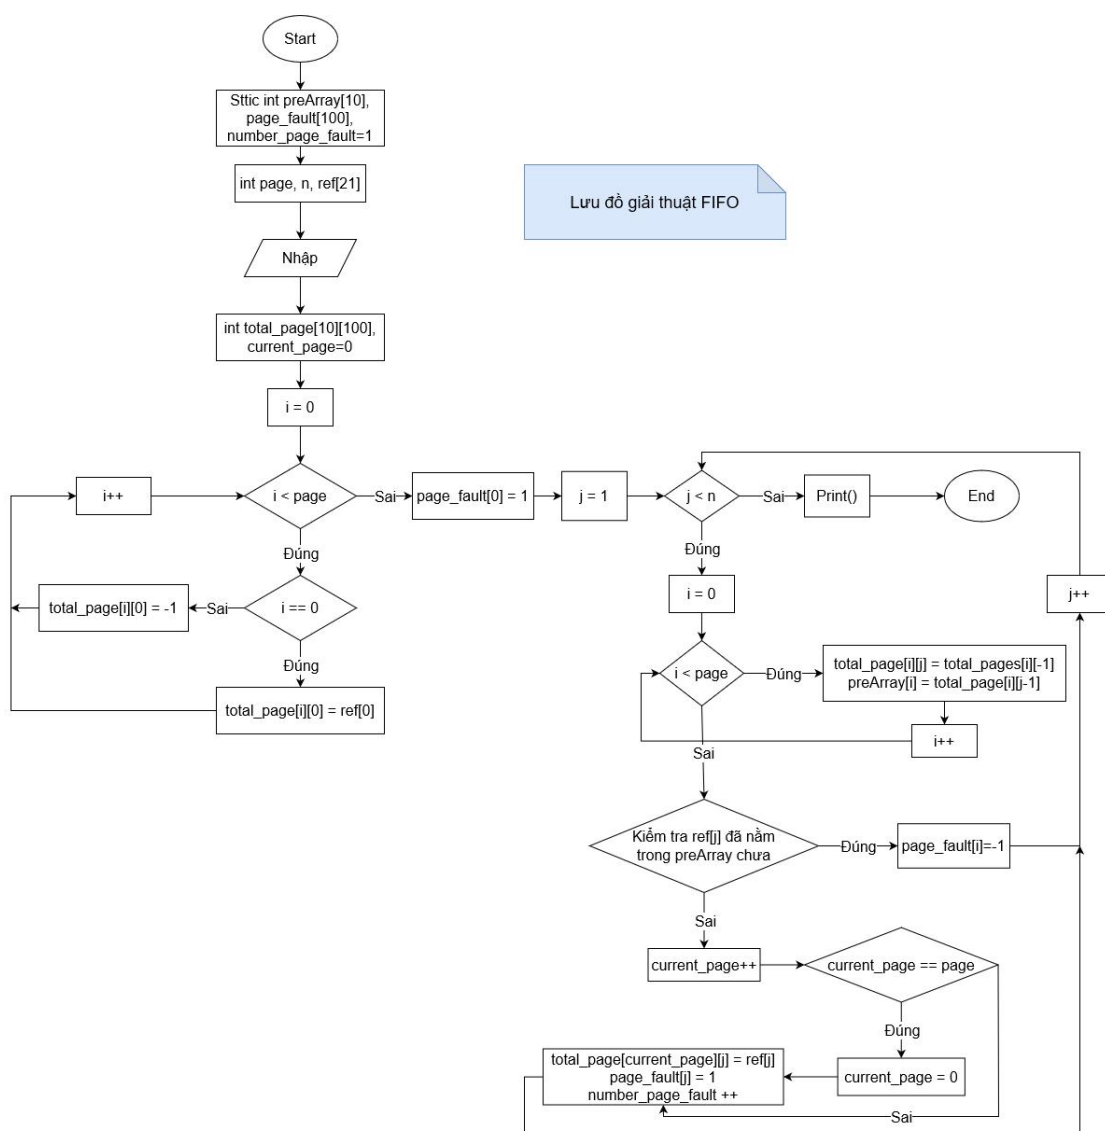 Start
Sttic int preArray[10],
page_fault[100],
number_page_fault=1
int page, n, ref[21]
Lưu đồ giải thuật FIFO
Nhập
int total_page[10][100],
current_page=0
i = 0
i++
i < page
Sai
page_fault[0] = 1
j = 1
j < n
Sai
Print()
End
Đúng
Đúng
total_page[i][0] = -1
Sai
i == 0
i = 0
j++
Đúng
i < page
Đúng
total_page[i][j] = total_pages[i][-1]
preArray[i] = total_page[i][j-1]
total_page[i][0] = ref[0]
i++
Sai
Kiểm tra ref[j] đã nằm
trong preArray chưa
Đúng
page_fault[i]=-1
Sai
current_page++
current_page == page
Đúng
total_page[current_page][j] = ref[j]
page_fault[j] = 1
number_page_fault ++
current_page = 0
Sai